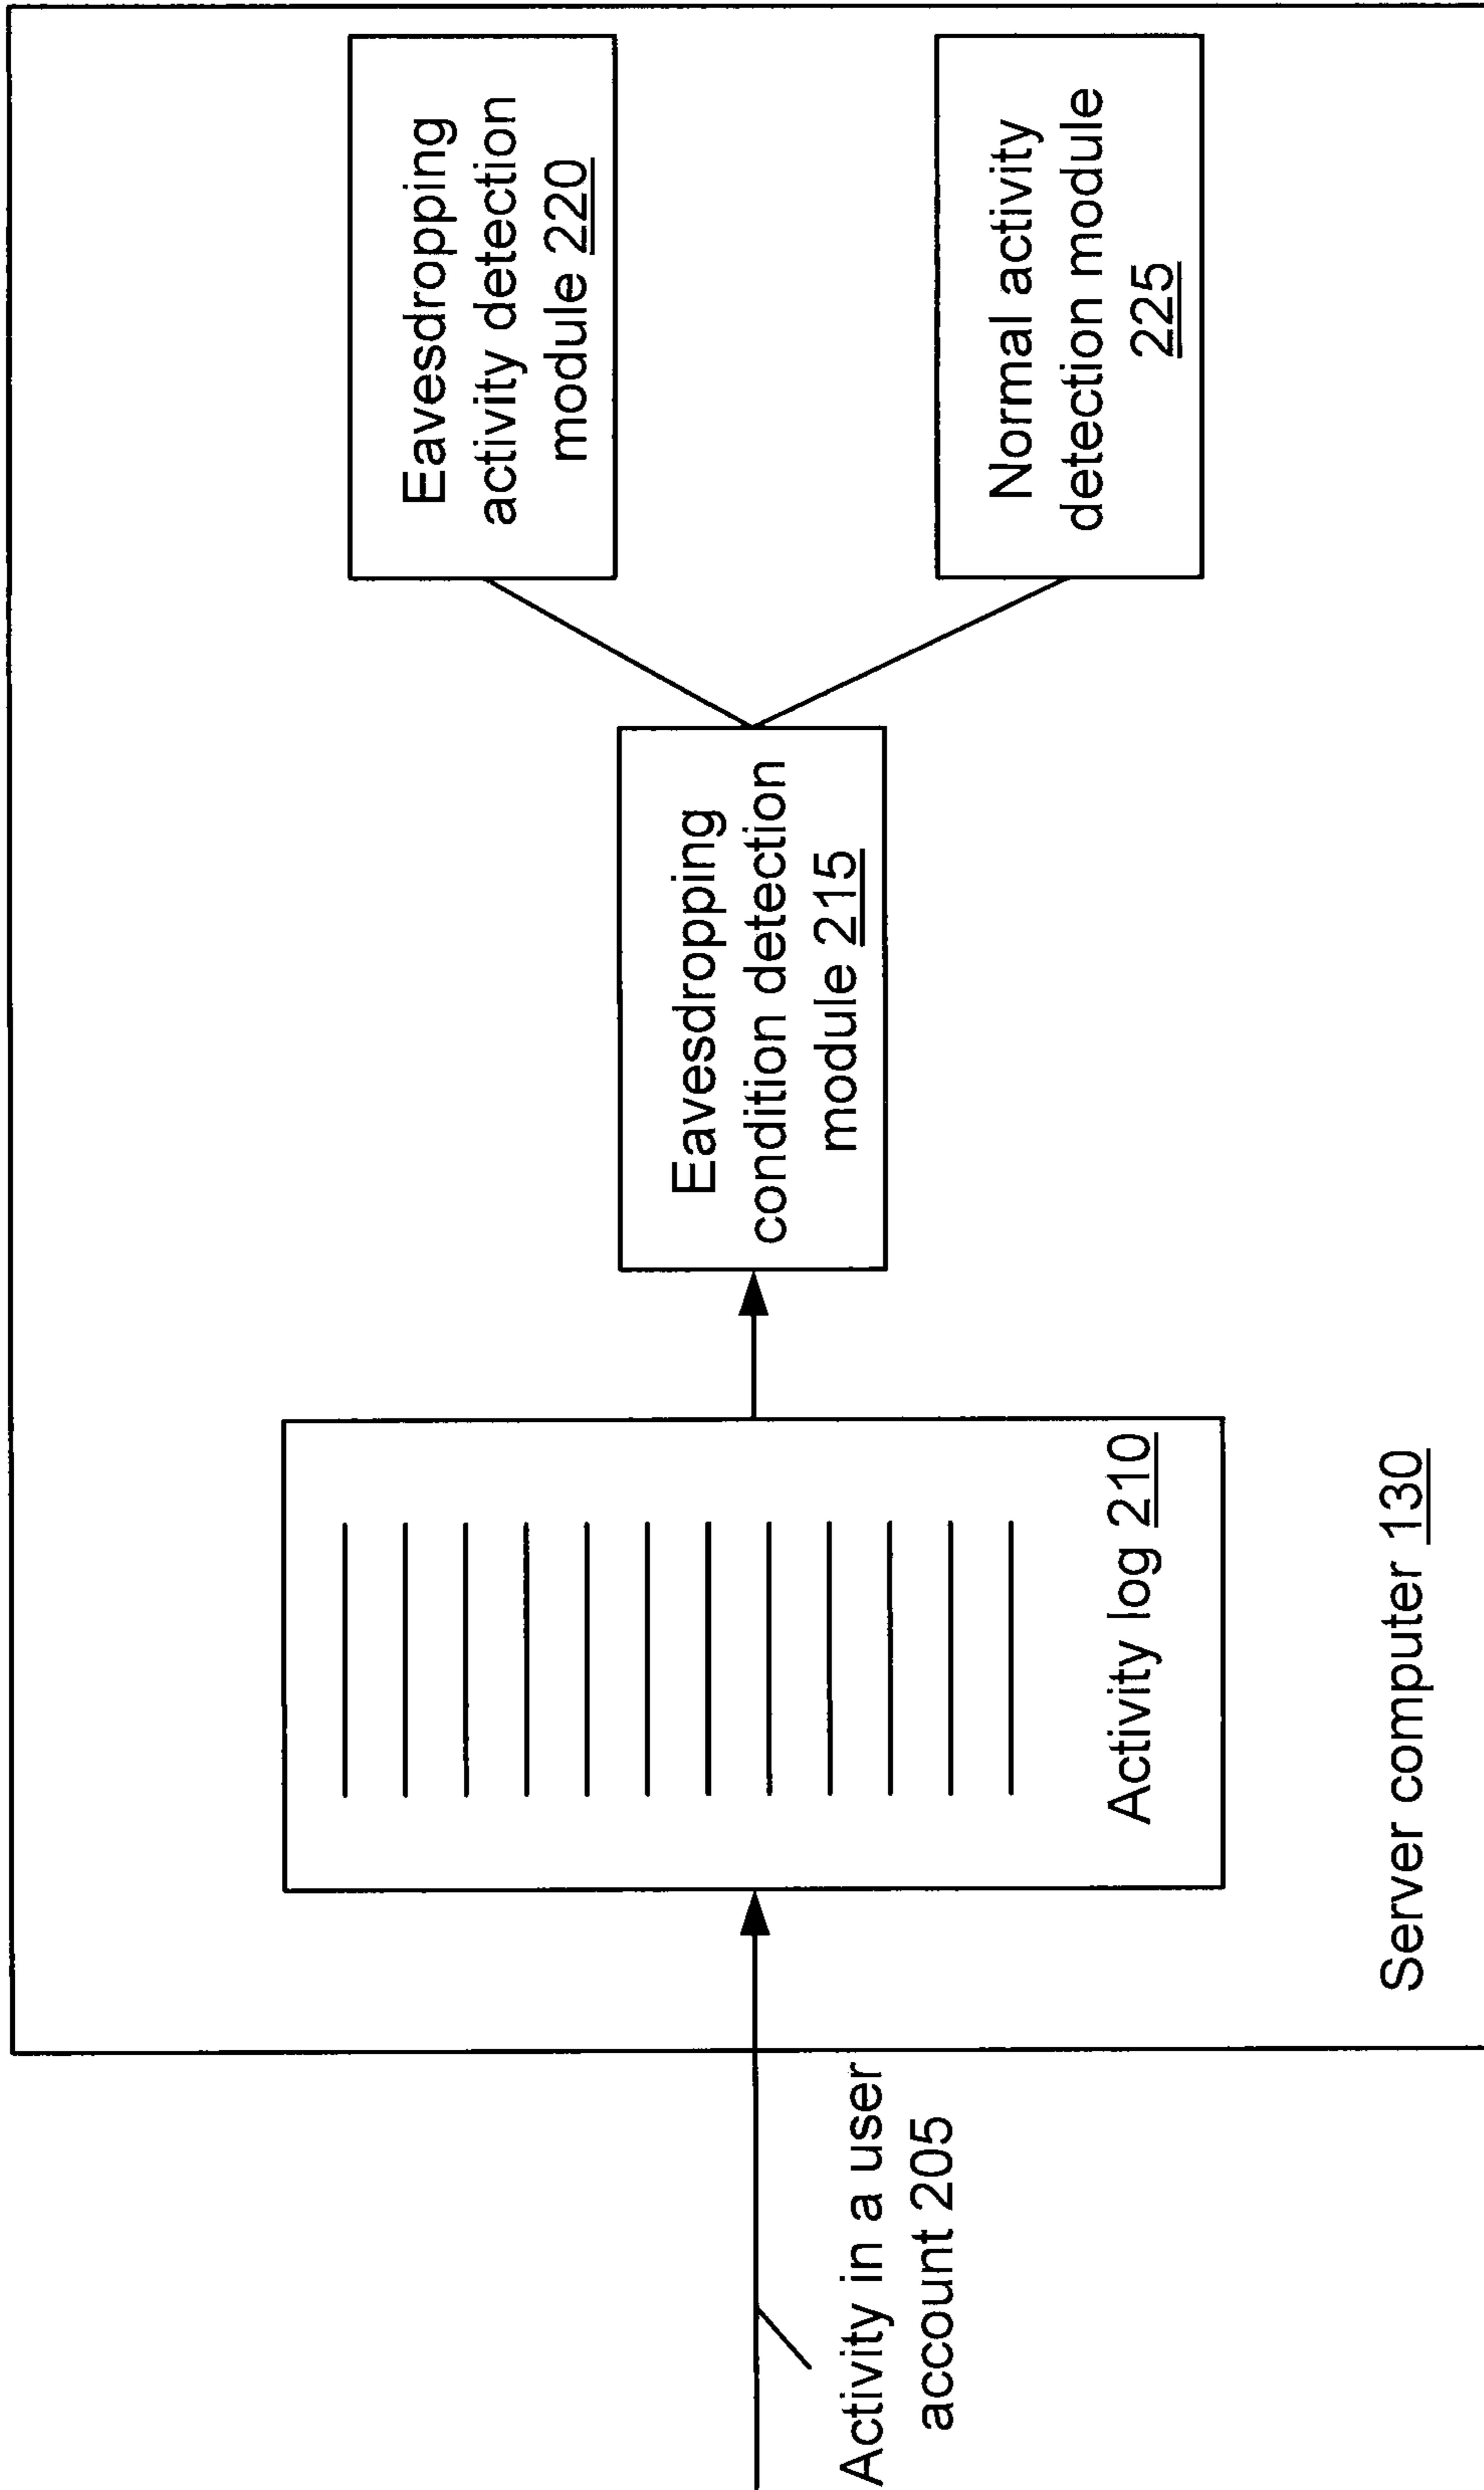 Activity in a user
account 205
Activity log 210
Eavesdropping
condition detection
module 215
Eavesdropping
activity detection
module 220
Normal activity
detection module
225
Server computer 130